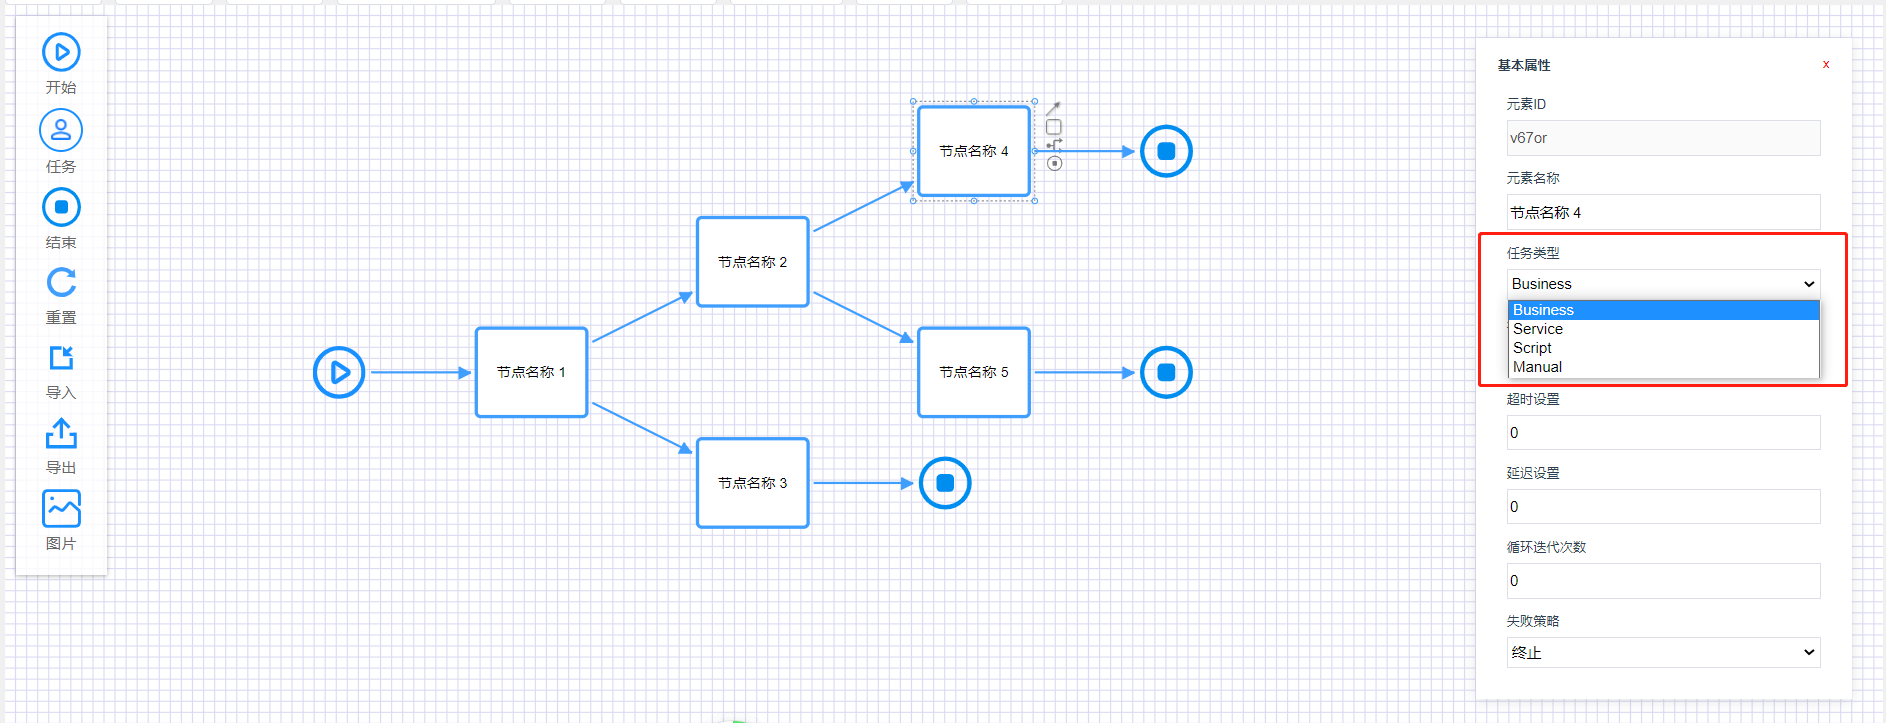 开始
任务
结束
重置
导入
导出
图片
节点名称 1
节点名称 2
节点名称 3
节点名称 4
节点名称 5
基本属性
x
元素ID
v67or
元素名称
节点名称 4
任务类型
Business
Business
Service
Script
Manual
超时设置
0
延迟设置
0
循环迭代次数
0
失败策略
终止